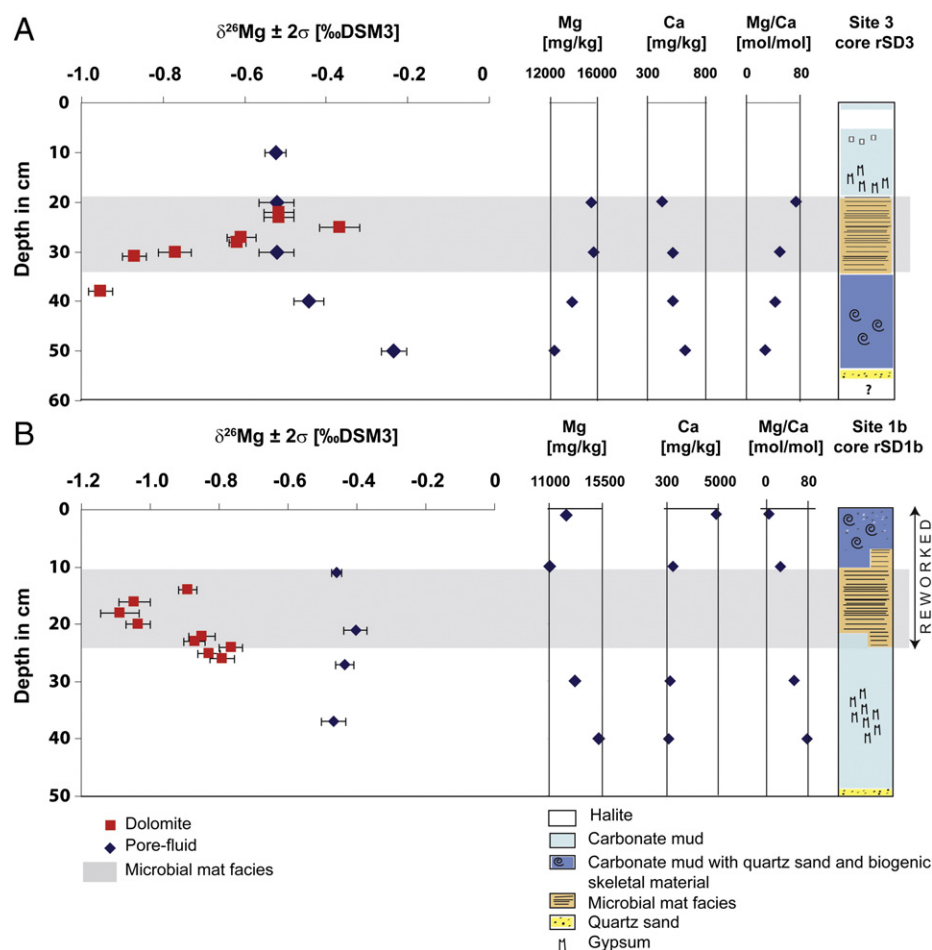 A
δ26Mg ± 2σ [‰DSM3]
Mg
[mg/kg]
Ca
[mg/kg]
Mg/Ca
[mol/mol]
Site 3
core rSD3
-1.0 -0.8 -0.6 -0.4 -0.2 0
12000 16000
300 800
0 80
0
10
20
30
40
50
60
Depth in cm
?
B
δ26Mg ± 2σ [‰DSM3]
Mg
[mg/kg]
Ca
[mg/kg]
Mg/Ca
[mol/mol]
Site 1b
core rSD1b
-1.2 -1.0 -0.8 -0.6 -0.4 -0.2 0
11000 15500
300 5000
0 80
0
10
20
30
40
50
Depth in cm
REWORKED
Dolomite
Pore-fluid
Microbial mat facies
Halite
Carbonate mud
Carbonate mud with quartz sand and biogenic
skeletal material
Microbial mat facies
Quartz sand
Gypsum